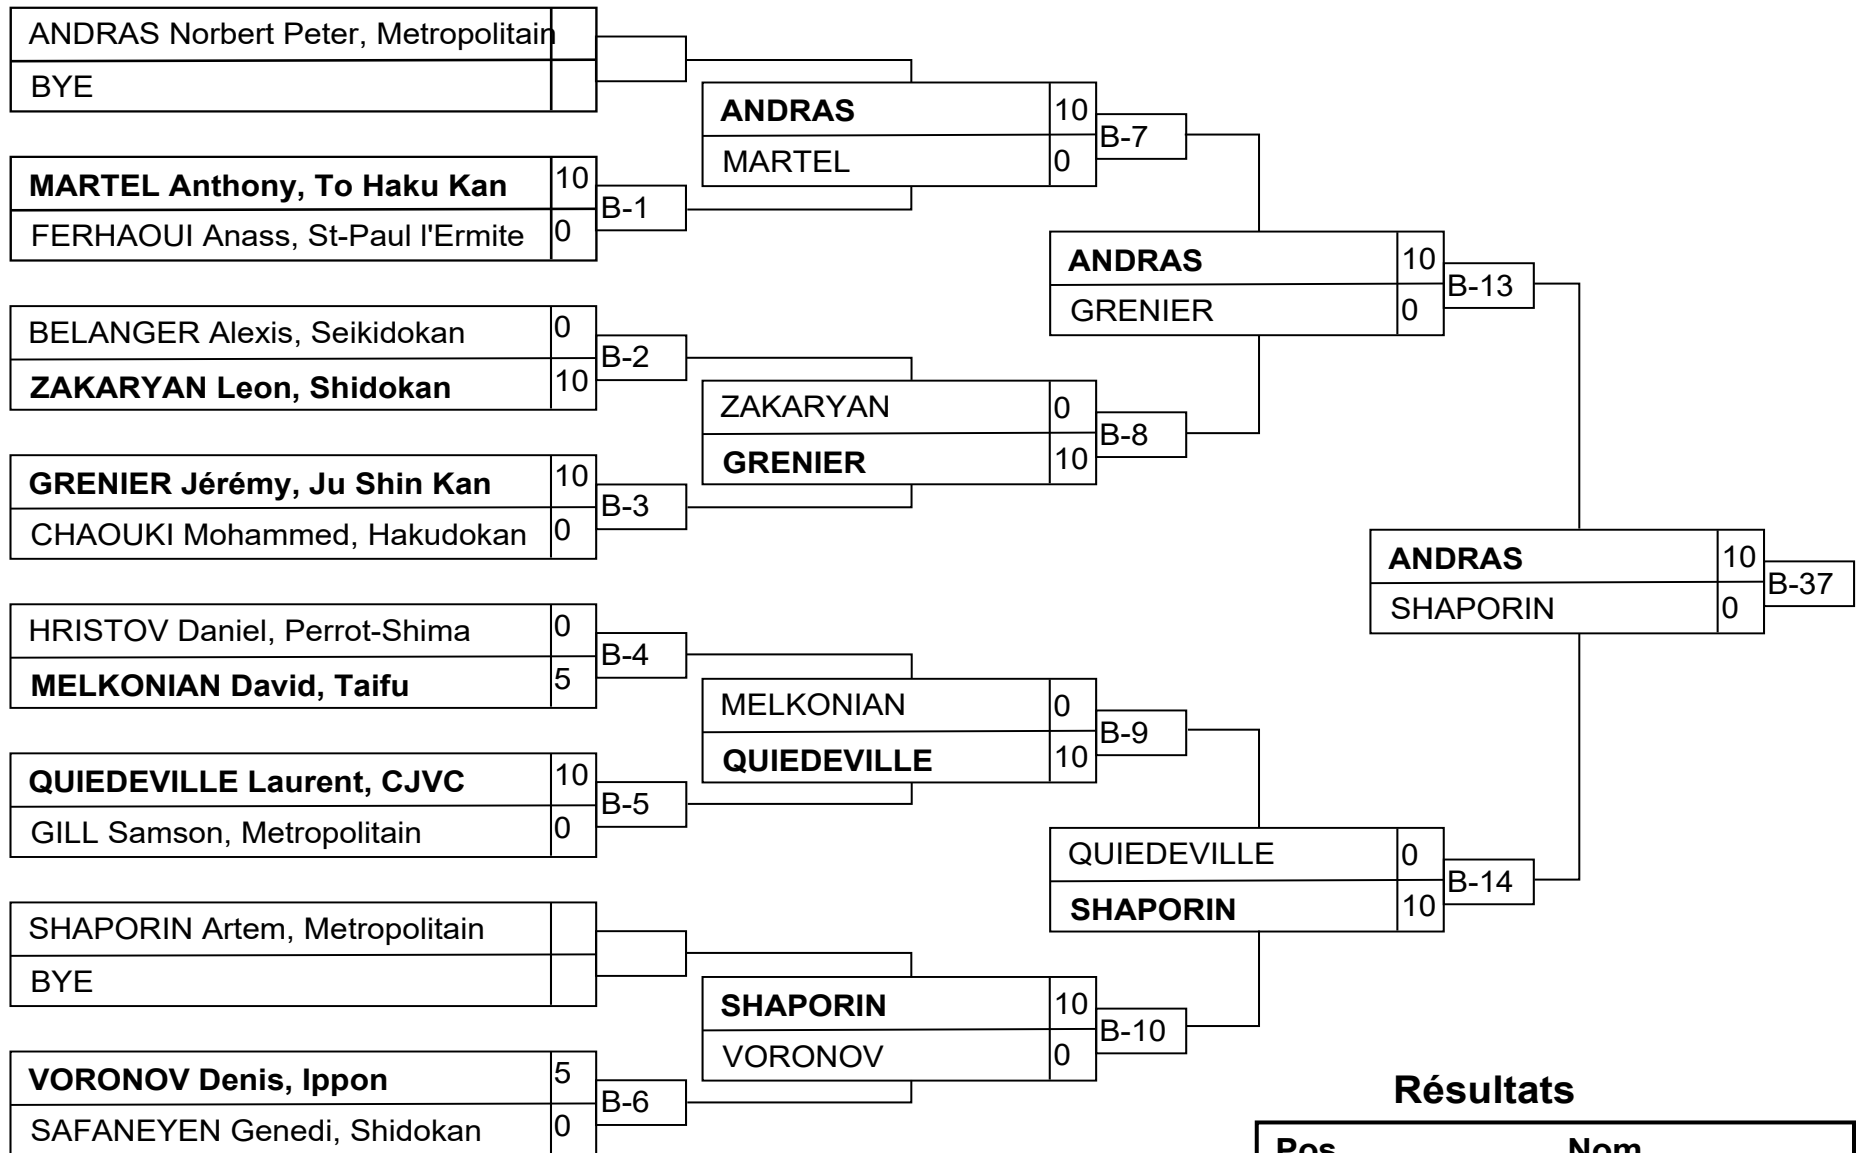 ANDRAS Norbert Peter, Metropolitain
BYE
MARTEL Anthony, To Haku Kan 10
FERHAOUI Anass, St-Paul l'Ermite 0
B-1
BELANGER Alexis, Seikidokan 0
ZAKARYAN Leon, Shidokan 10
B-2
GRENIER Jérémy, Ju Shin Kan 10
CHAOUKI Mohammed, Hakudokan 0
B-3
HRISTOV Daniel, Perrot-Shima 0
MELKONIAN David, Taifu 5
B-4
QUIEDEVILLE Laurent, CJVC 10
GILL Samson, Metropolitain 0
B-5
SHAPORIN Artem, Metropolitain
BYE
VORONOV Denis, Ippon 5
SAFANEYEN Genedi, Shidokan 0
B-6
ANDRAS 10
MARTEL 0
B-7
ZAKARYAN 0
GRENIER 10
B-8
MELKONIAN 0
QUIEDEVILLE 10
B-9
SHAPORIN 10
VORONOV 0
B-10
ANDRAS 10
GRENIER 0
B-13
QUIEDEVILLE 0
SHAPORIN 10
B-14
ANDRAS 10
SHAPORIN 0
B-37
Résultats
Pos Nom